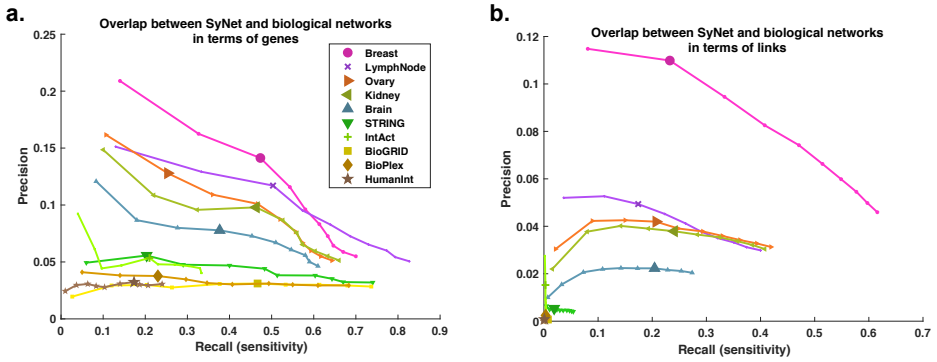 a.
Overlap between SyNet and biological networks
in terms of genes
0.25
0.2
0.15
0.1
0.05
0
Precision
0
0.1
0.2
0.3
0.4
0.5
0.6
0.7
0.8
0.9
Recall (sensitivity)
Breast
LymphNode
Ovary
Kidney
Brain
STRING
IntAct
BioGRID
BioPlex
HumanInt
b.
Overlap between SyNet and biological networks
in terms of links
0.12
0.1
0.08
0.06
0.04
0.02
0
Precision
0
0.1
0.2
0.3
0.4
0.5
0.6
0.7
Recall (sensitivity)